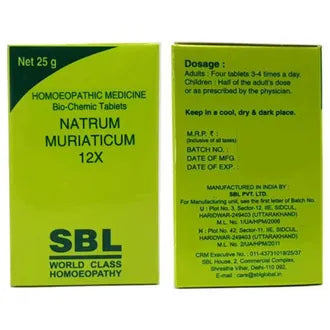 Net 25 g
HOMOEOPATHIC MEDICINE
Bio-Chemic Tablets
NATRUM
MURIATICUM
12X
SBL
WORLD CLASS
HOMOEOPATHY
Dosage :
Adults : Four tablets 3-4 times a day.
Children : Half of the adult's dose
or as prescribed by the physician.
Keep in a cool, dry & dark place.
M.R.P. ₹ :
(Inclusive of all taxes)
BATCH NO. :
DATE OF MFG.
DATE OF EXP. :
MANUFACTURED IN INDIA BY :
SBL PVT. LTD.
For Manufacturing unit, see the first letter of Batch No.
U : Plot No. 3, Sector-12, IIE, SIDCUL,
HARIDWAR-249403 (UTTARAKHAND)
M.L. No. 1/UA/HPM/2006
H : Plot No. 42, Sector-11, IIE, SIDCUL,
HARIDWAR-249403 (UTTARAKHAND)
M.L. No. 2/UA/HPM/2011
CRM Executive No. : 011-43731018/25/37
SBL House, 2, Commercial Complex,
Shrestha Vihar, Delhi-110 092,
E-mail : care@sblglobal.in